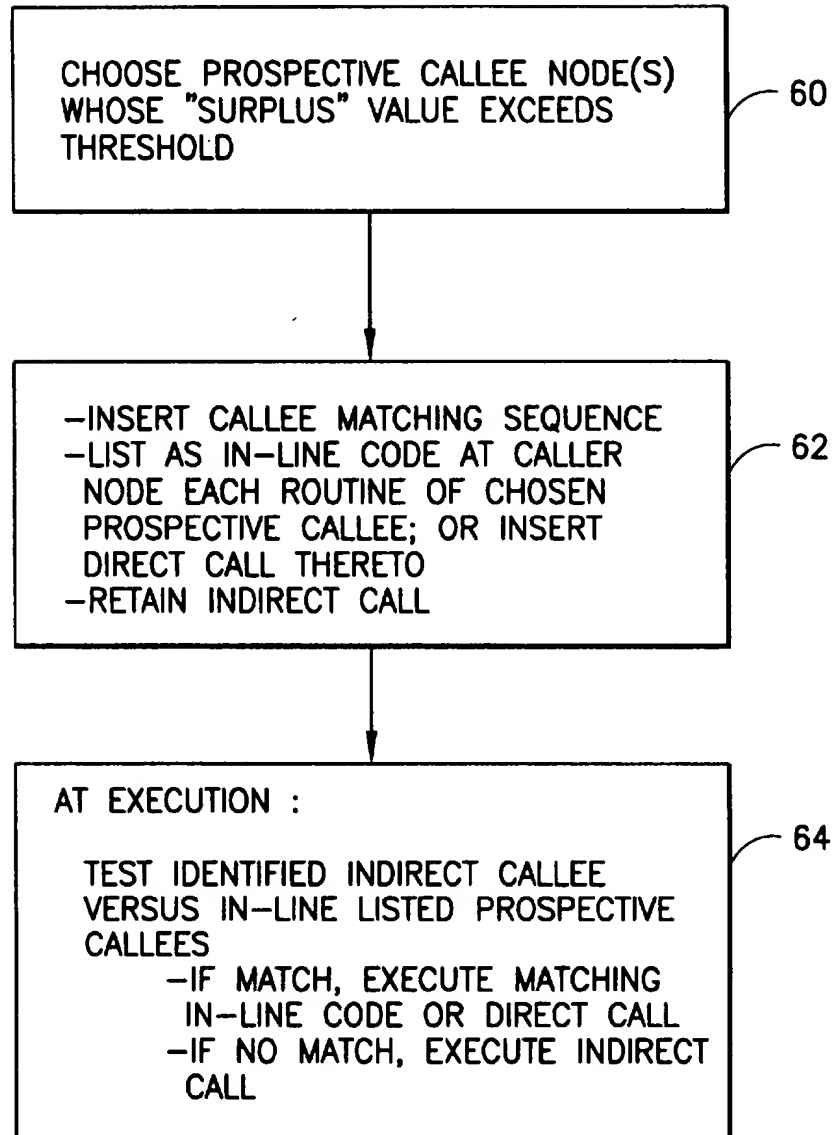 CHOOSE PROSPECTIVE CALLEE NODE(S)
WHOSE "SURPLUS" VALUE EXCEEDS
THRESHOLD
60
-INSERT CALLEE MATCHING SEQUENCE
-LIST AS IN-LINE CODE AT CALLER
NODE EACH ROUTINE OF CHOSEN
PROSPECTIVE CALLEE; OR INSERT
DIRECT CALL THERETO
-RETAIN INDIRECT CALL
62
AT EXECUTION :
TEST IDENTIFIED INDIRECT CALLEE
VERSUS IN-LINE LISTED PROSPECTIVE
CALLEES
-IF MATCH, EXECUTE MATCHING
IN-LINE CODE OR DIRECT CALL
-IF NO MATCH, EXECUTE INDIRECT
CALL
64